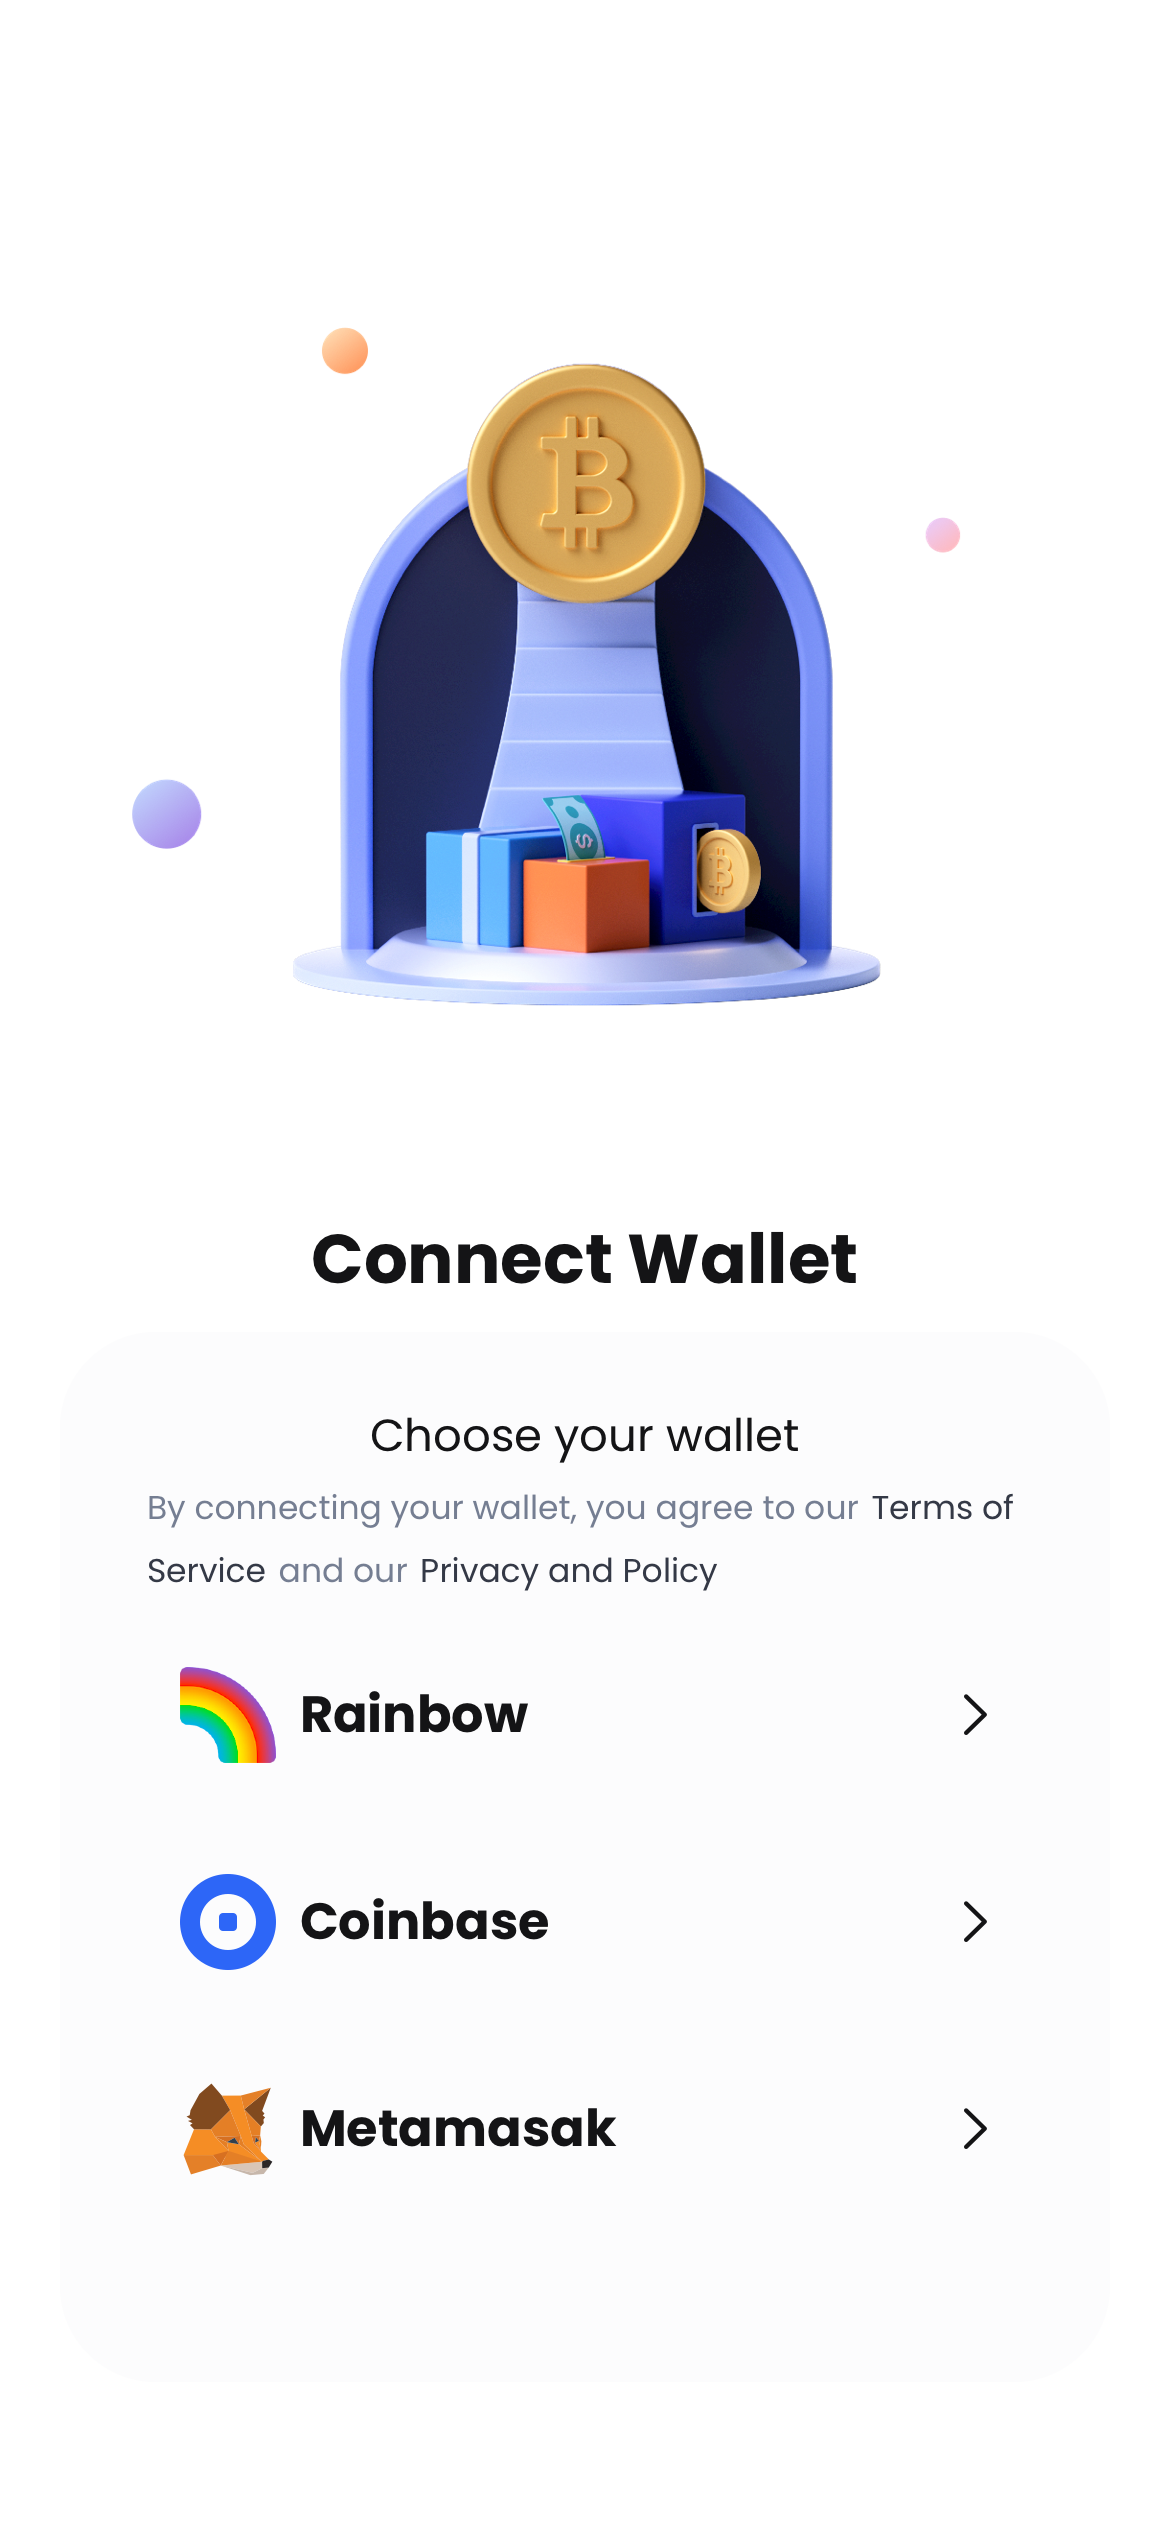 Connect Wallet
Choose your wallet
By connecting your wallet, you agree to our Terms of
Service and our Privacy and Policy
Rainbow
Coinbase
Metamasak